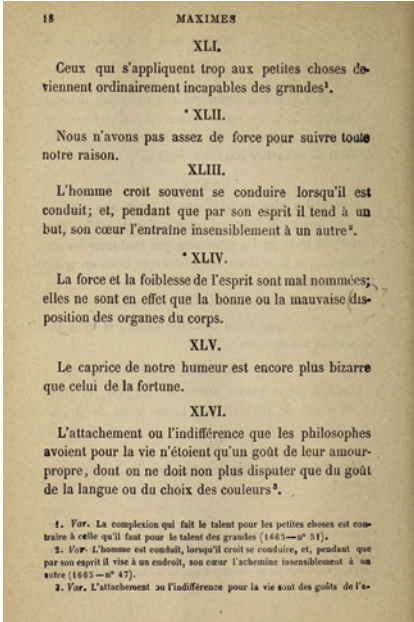 18 MAXIMES
XLI.
Ceux qui s'appliquent trop aux petites choses de-
viennent ordinairement incapables des grandes¹.
* XLII.
Nous n'avons pas assez de force pour suivre toute
notre raison.
XLIII.
L'homme croit souvent se conduire lorsqu'il est
conduit; et, pendant que par son esprit il tend à un
but, son cœur l'entraîne insensiblement à un autre².
* XLIV.
La force et la foiblesse de l'esprit sont mal nommées;
elles ne sont en effet que la bonne ou la mauvaise dis-
position des organes du corps.
XLV.
Le caprice de notre humeur est encore plus bizarre
que celui de la fortune.
XLVI.
L'attachement ou l'indifférence que les philosophes
avoient pour la vie n'étoient qu'un goût de leur amour-
propre, dont on ne doit non plus disputer que du goût
de la langue ou du choix des couleurs³.
1. Var. La complexion qui fait le talent pour les petites choses est con-
traire à celle qu'il faut pour le talent des grandes (1665—n° 51).
2. Var. L'homme est conduit, lorsqu'il croit se conduire, et, pendant que
par son esprit il vise à un endroit, son cœur l'achemine insensiblement à un
autre (1665—n° 47).
3. Var. L'attachement ou l'indifférence pour la vie sont des goûts de l'a-